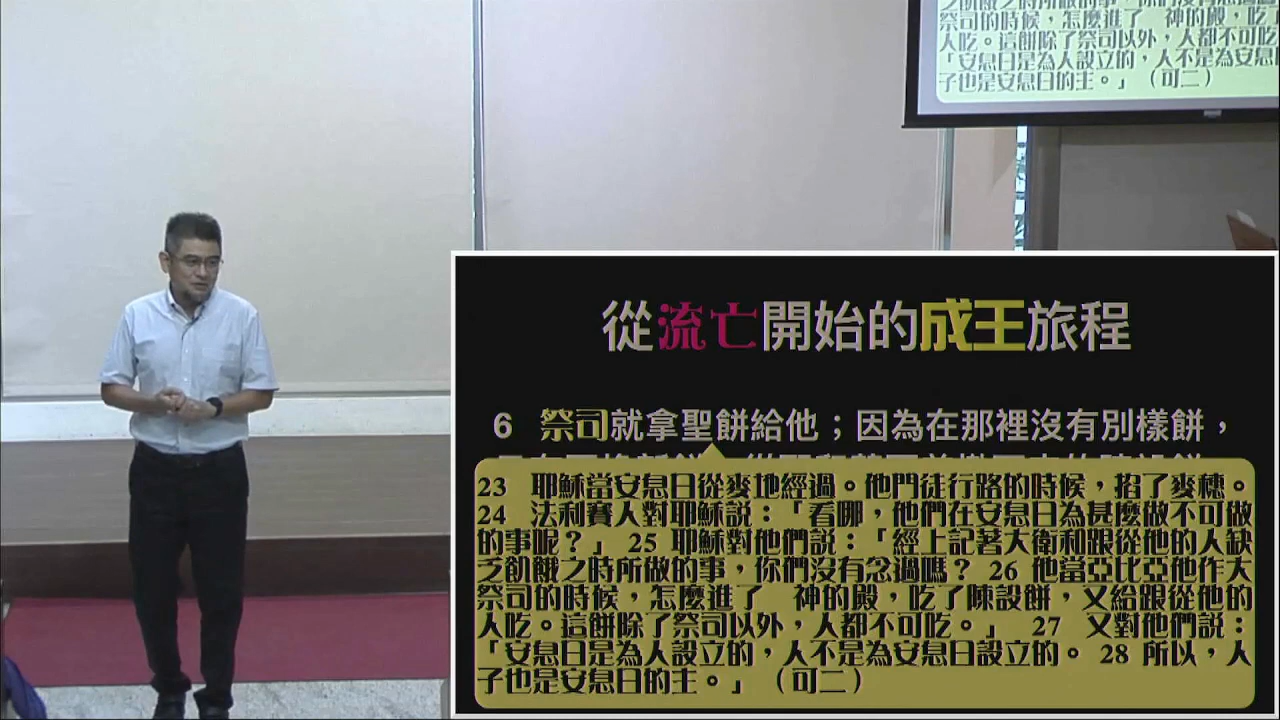 祭司的時候，怎麼進了　神的殿，吃了
人吃。這餅除了祭司以外，人都不可吃
「安息日是為人設立的，人不是為安息
子也是安息日的主。」（可二）
從流亡開始的成王旅程
6 祭司就拿聖餅給他；因為在那裡沒有別樣餅，
23 耶穌當安息日從麥地經過。他們徒行路的時候，掐了麥穗。
24 法利賽人對耶穌說：「看哪，他們在安息日為甚麼做不可做
的事呢？」 25 耶穌對他們說：「經上記著大衛和跟從他的人缺
乏飢餓之時所做的事，你們沒有念過嗎？ 26 他當亞比亞他作大
祭司的時候，怎麼進了　神的殿，吃了陳設餅，又給跟從他的
人吃。這餅除了祭司以外，人都不可吃。」 27 又對他們說：
「安息日是為人設立的，人不是為安息日設立的。 28 所以，人
子也是安息日的主。」（可二）